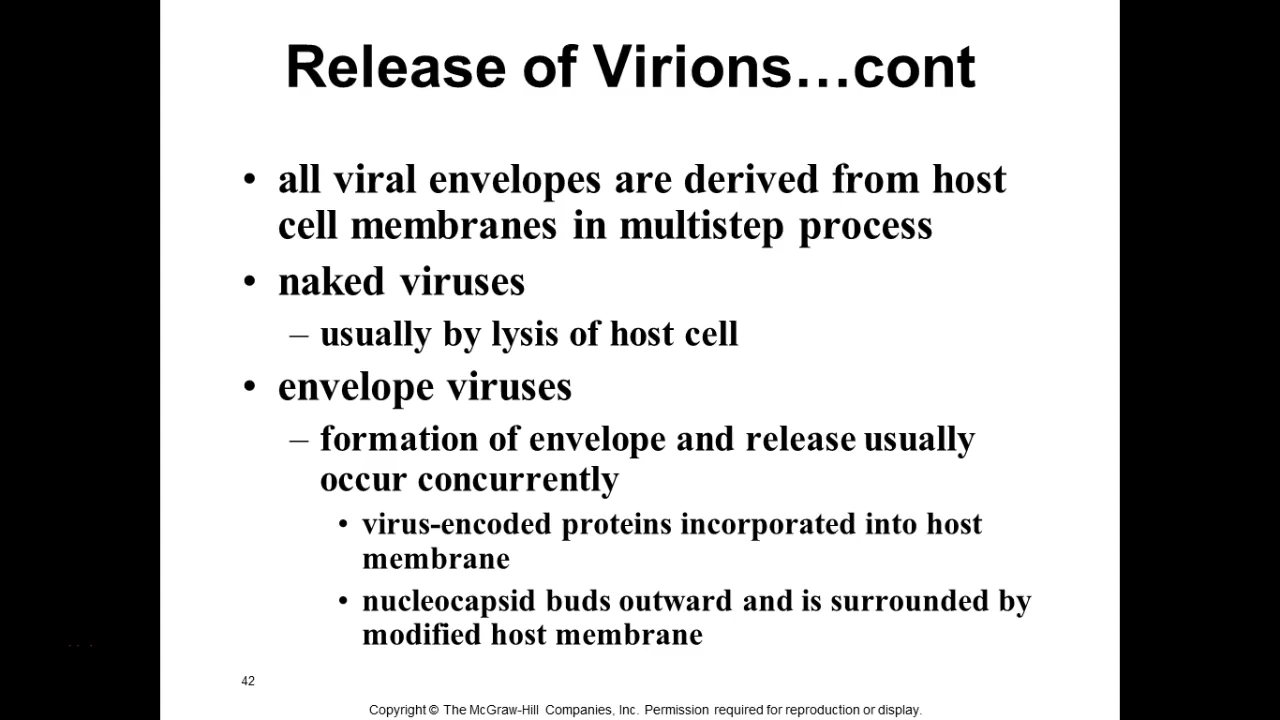 Release of Virions…cont
• all viral envelopes are derived from host
cell membranes in multistep process
• naked viruses
– usually by lysis of host cell
• envelope viruses
– formation of envelope and release usually
occur concurrently
• virus-encoded proteins incorporated into host
membrane
• nucleocapsid buds outward and is surrounded by
modified host membrane
42
Copyright © The McGraw-Hill Companies, Inc. Permission required for reproduction or display.